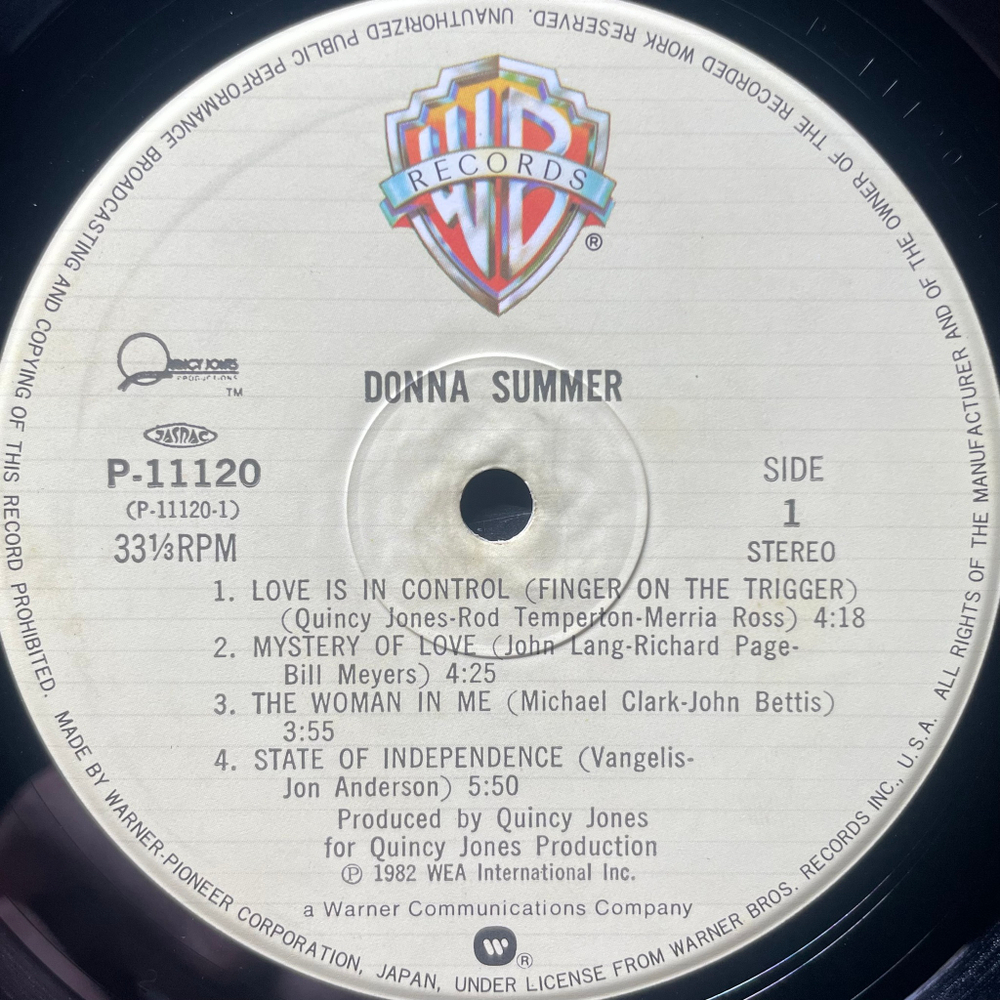 UNAUTHORIZED PUBLIC PERFORMANCE BROADCASTING AND COPYING OF THIS RECORD PROHIBITED.
MADE BY WARNER-PIONEER CORPORATION, JAPAN, UNDER LICENSE FROM WARNER BROS. RECORDS INC., U.S.A.
ALL RIGHTS OF THE MANUFACTURER AND OF THE OWNER OF THE RECORDED WORK RESERVED.
WB
RECORDS
®
QUINCY JONES
PRODUCTIONS
TM
DONNA SUMMER
JASRAC
P-11120
(P-11120-1)
33⅓RPM
SIDE
1
STEREO
1. LOVE IS IN CONTROL (FINGER ON THE TRIGGER)
(Quincy Jones-Rod Temperton-Merria Ross) 4:18
2. MYSTERY OF LOVE (John Lang-Richard Page-
Bill Meyers) 4:25
3. THE WOMAN IN ME (Michael Clark-John Bettis)
3:55
4. STATE OF INDEPENDENCE (Vangelis-
Jon Anderson) 5:50
Produced by Quincy Jones
for Quincy Jones Production
℗ 1982 WEA International Inc.
a Warner Communications Company
®